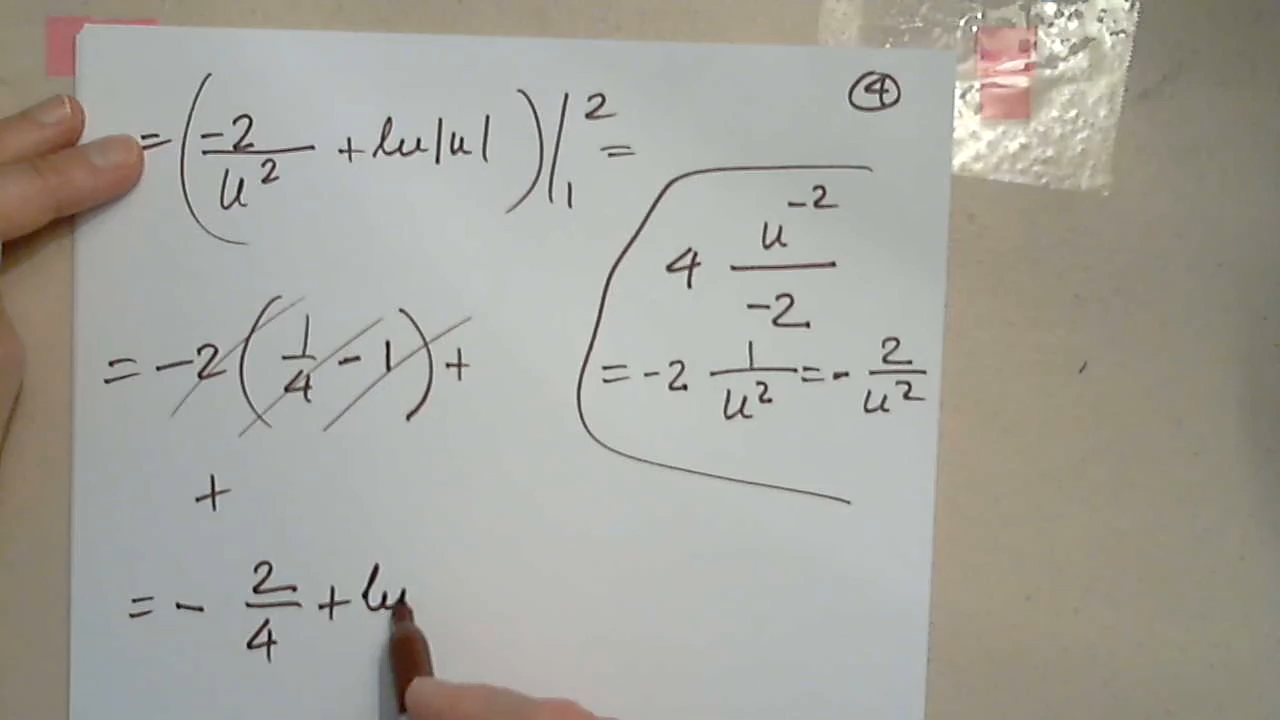 ④
= (-2/u² + ln|u|)|₁² =
4 u⁻²/-2
= -2 1/u² = - 2/u²
= -2(1/4 - 1) +
+
= - 2/4 + ln